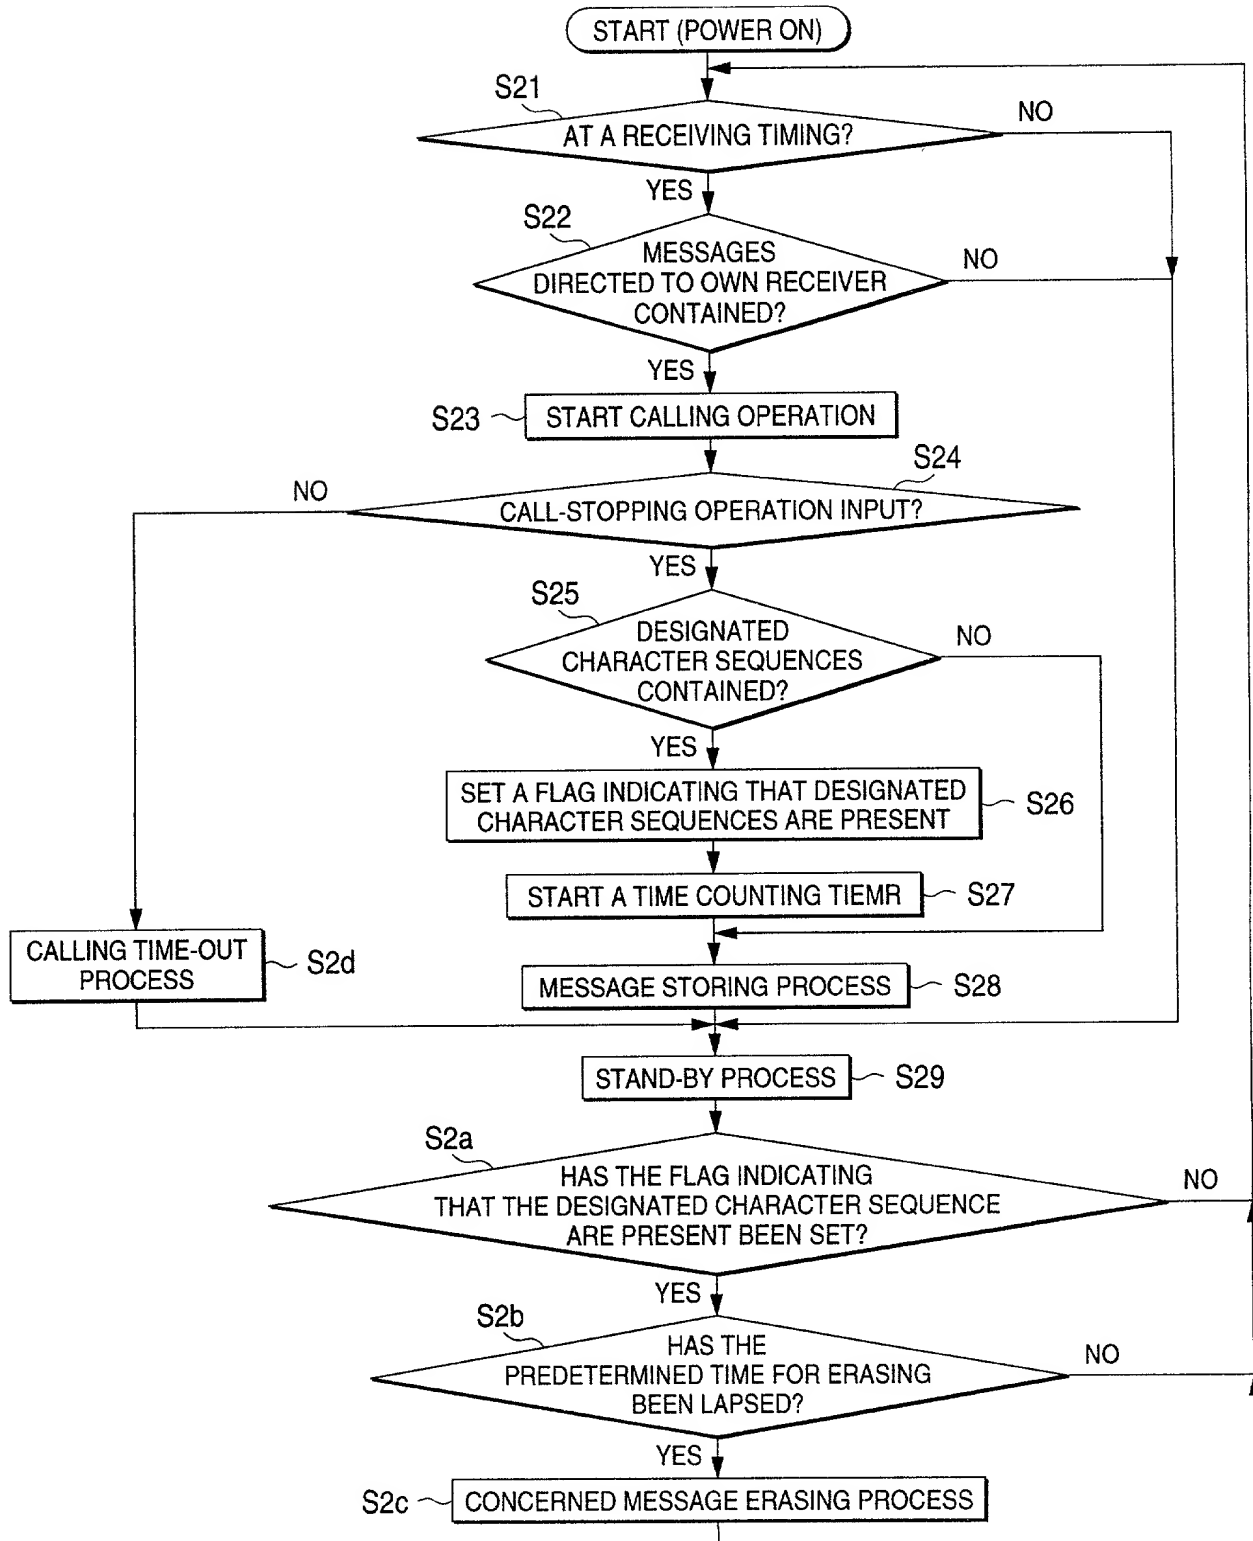 START (POWER ON)
S21
AT A RECEIVING TIMING?
NO
YES
S22
MESSAGES
DIRECTED TO OWN RECEIVER
CONTAINED?
NO
YES
S23
START CALLING OPERATION
S24
NO
CALL-STOPPING OPERATION INPUT?
YES
S25
DESIGNATED
CHARACTER SEQUENCES
CONTAINED?
NO
YES
SET A FLAG INDICATING THAT DESIGNATED
CHARACTER SEQUENCES ARE PRESENT
S26
START A TIME COUNTING TIEMR
S27
CALLING TIME-OUT
PROCESS
S2d
MESSAGE STORING PROCESS
S28
STAND-BY PROCESS
S29
S2a
HAS THE FLAG INDICATING
THAT THE DESIGNATED CHARACTER SEQUENCE
ARE PRESENT BEEN SET?
NO
YES
S2b
HAS THE
PREDETERMINED TIME FOR ERASING
BEEN LAPSED?
NO
YES
S2c
CONCERNED MESSAGE ERASING PROCESS